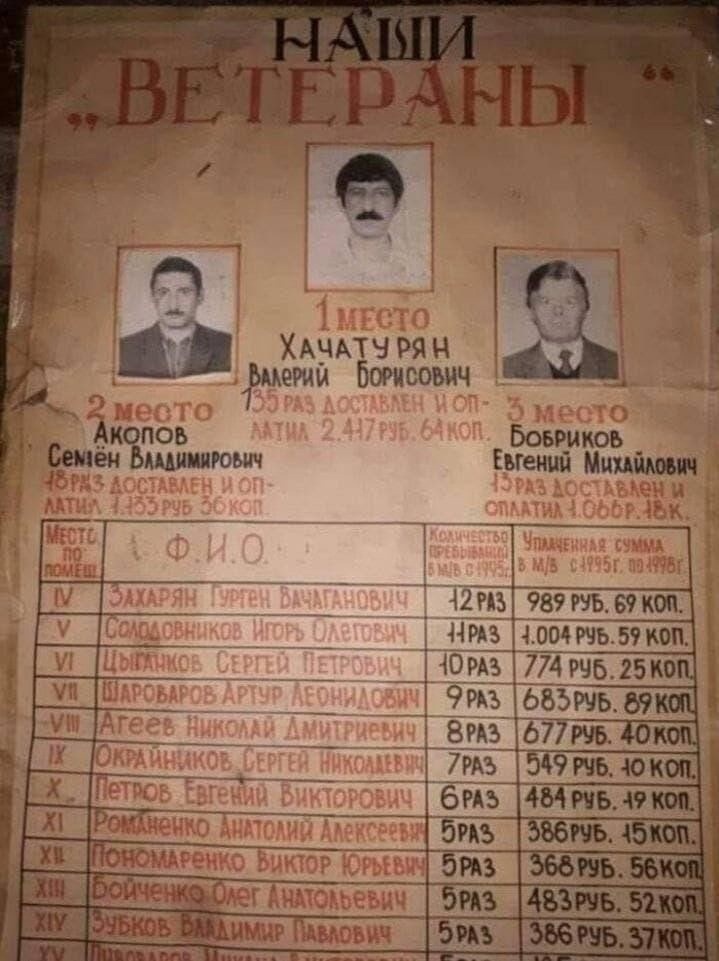 НАШИ
„ВЕТЕРАНЫ“
1 место
ХАЧАТУРЯН
Валерий Борисович
135 раз доставлен и оп-
латил 2.417 руб. 64 коп.
2 место
Акопов
Семён Владимирович
18 раз доставлен и оп-
латил 1.133 руб 36 коп.
3 место
Бобриков
Евгений Михайлович
13 раз доставлен и
оплатил 1.066 р. 18 к.
Место по помещ. Ф.И.О. Количество пребываний в м/в с 1995г. Уплаченная сумма в м/в с 1995г. по 1998г.
IV Захарян Гурген Вачаганович 12 раз 989 руб. 69 коп.
V Солодовников Игорь Олегович 11 раз 1.004 руб. 59 коп.
VI Цыганков Сергей Петрович 10 раз 774 руб. 25 коп.
VII Шароваров Артур Леонидович 9 раз 683 руб. 89 коп.
VIII Агеев Николай Дмитриевич 8 раз 677 руб. 40 коп.
IX Окрайников Сергей Николаевич 7 раз 549 руб. 10 коп.
X Петров Евгений Викторович 6 раз 484 руб. 19 коп.
XI Романенко Анатолий Алексеевич 5 раз 386 руб. 15 коп.
XII Пономаренко Виктор Юрьевич 5 раз 368 руб. 56 коп
XIII Бойченко Олег Анатольевич 5 раз 483 руб. 52 коп.
XIV Зубков Владимир Павлович 5 раз 386 руб. 37 коп.
XV Пивоваров